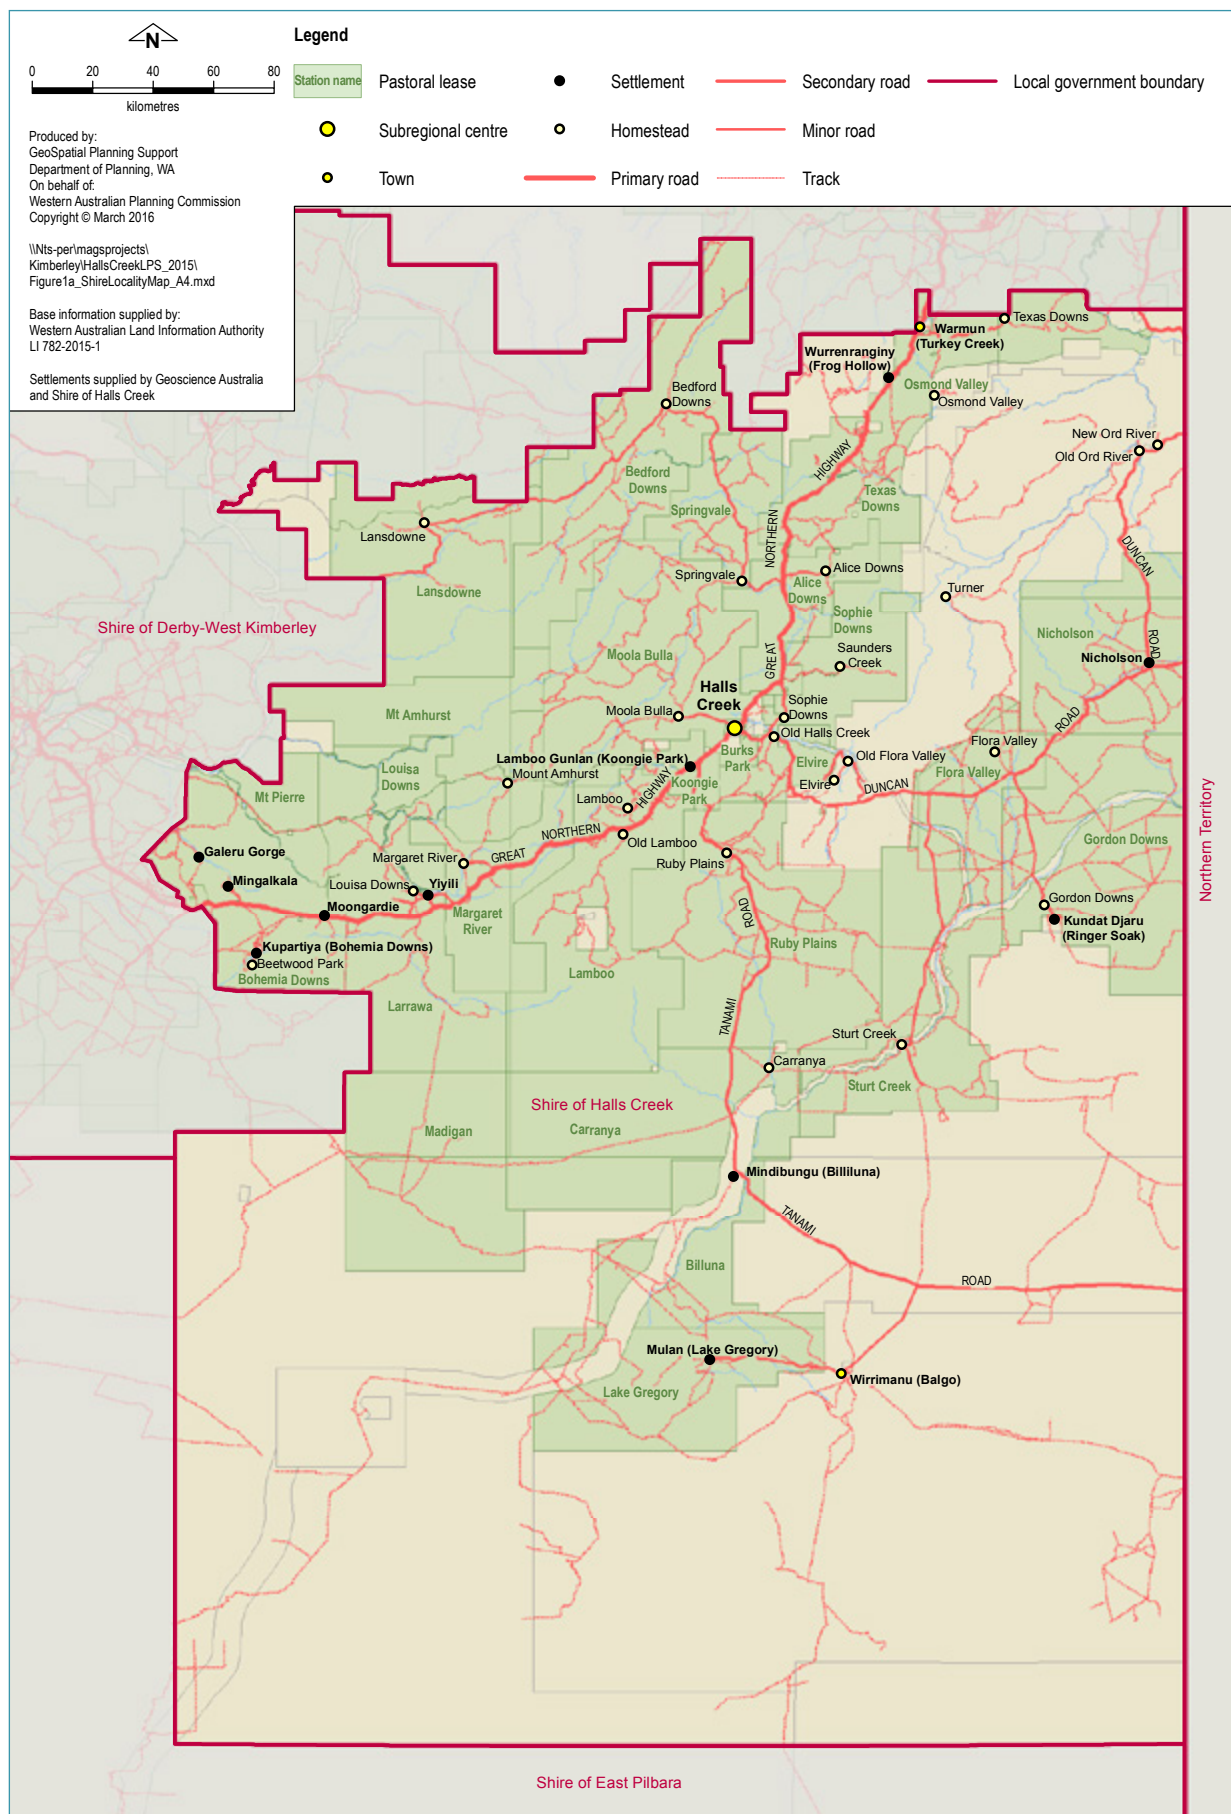 N
0 20 40 60 80
kilometres
Produced by:
GeoSpatial Planning Support
Department of Planning, WA
On behalf of:
Western Australian Planning Commission
Copyright © March 2016
\\Nts-per\magsprojects\
Kimberley\HallsCreekLPS_2015\
Figure1a_ShireLocalityMap_A4.mxd
Base information supplied by:
Western Australian Land Information Authority
LI 782-2015-1
Settlements supplied by Geoscience Australia
and Shire of Halls Creek
Legend
Station name
Pastoral lease
Settlement
Secondary road
Local government boundary
Subregional centre
Homestead
Minor road
Town
Primary road
Track
Texas Downs
Warmun
(Turkey Creek)
Wurrenranginy
(Frog Hollow)
Osmond Valley
Osmond Valley
Bedford
Downs
New Ord River
Old Ord River
HIGHWAY
Bedford
Downs
Texas
Downs
Springvale
Lansdowne
NORTHERN
DUNCAN
Alice Downs
Springvale
Alice
Downs
Turner
Lansdowne
Sophie
Downs
Shire of Derby-West Kimberley
Nicholson
ROAD
Saunders
Creek
Nicholson
Moola Bulla
GREAT
Halls
Creek
Sophie
Downs
Moola Bulla
Mt Amhurst
ROAD
Old Halls Creek
Flora Valley
Burks
Park
Lamboo Gunlan (Koongie Park)
Old Flora Valley
Elvire
Flora Valley
Louisa
Downs
Mount Amhurst
Koongie
Park
HIGHWAY
Elvire
DUNCAN
Mt Pierre
Lamboo
NORTHERN
Old Lamboo
Gordon Downs
Galeru Gorge
GREAT
Margaret River
Ruby Plains
Mingalkala
Louisa Downs
Yiyili
Moongardie
Margaret
River
ROAD
Gordon Downs
Kundat Djaru
(Ringer Soak)
Kupartiya (Bohemia Downs)
Beetwood Park
Bohemia Downs
Ruby Plains
Lamboo
Larrawa
TANAMI
Sturt Creek
Carranya
Sturt Creek
Shire of Halls Creek
Madigan
Carranya
Mindibungu (Billiluna)
TANAMI
Billuna
ROAD
Mulan (Lake Gregory)
Wirrimanu (Balgo)
Lake Gregory
Northern Territory
Shire of East Pilbara